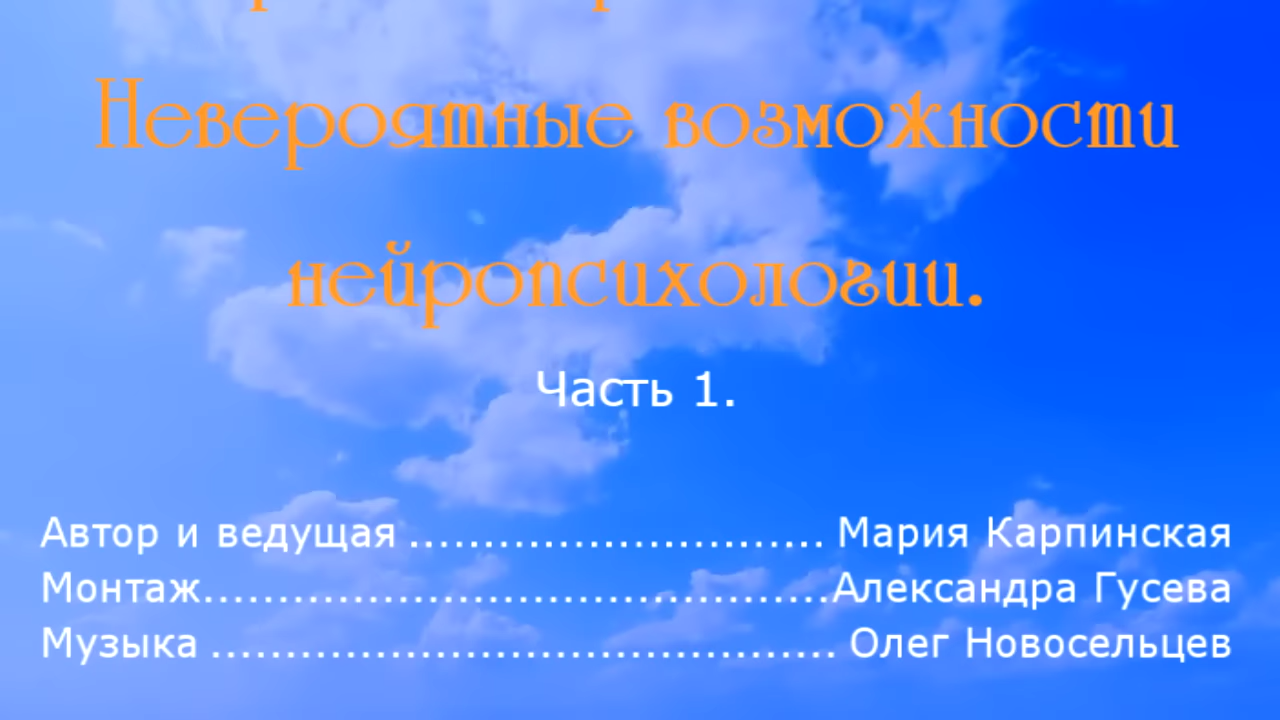 Невероятные возможности
нейропсихологии.
Часть 1.
Автор и ведущая ............................ Мария Карпинская
Монтаж..........................................Александра Гусева
Музыка .......................................... Олег Новосельцев